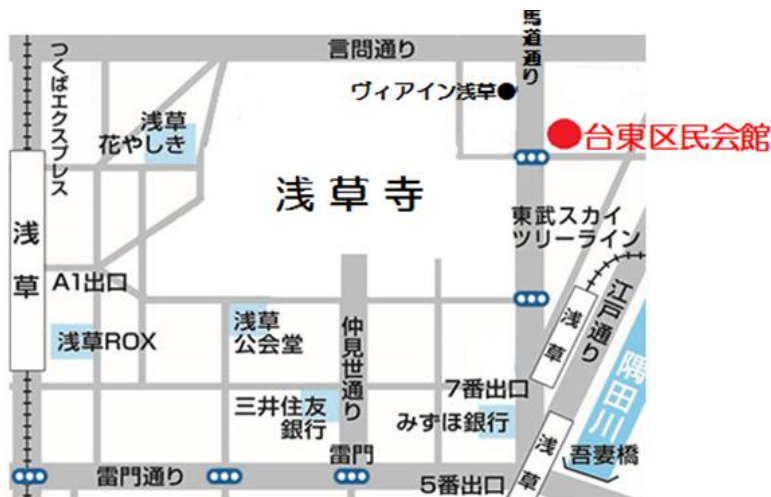 馬道通り
言問通り
つくばエクスプレス
ヴィアイン浅草
浅草
花やしき
台東区民会館
浅草寺
東武スカイ
ツリーライン
浅草
A1出口
江戸通り
浅草
浅草ROX
浅草
公会堂
仲見世通り
隅田川
7番出口
三井住友
銀行
みずほ銀行
雷門
浅草
吾妻橋
雷門通り
5番出口